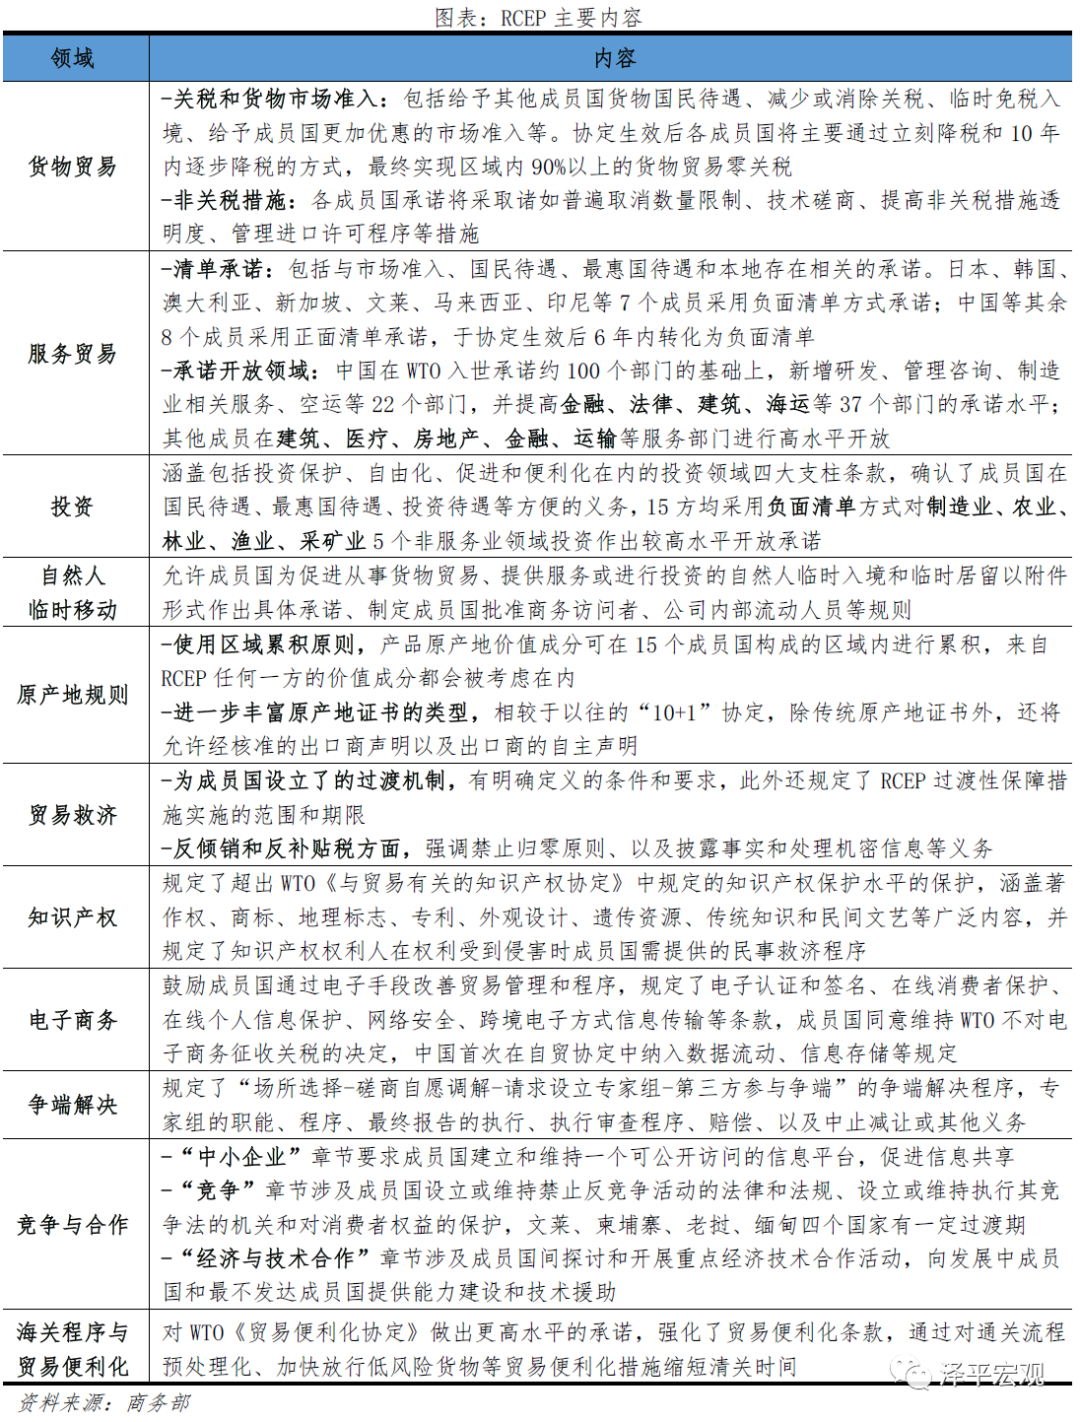 图表：RCEP 主要内容
领域
内容
货物贸易
-关税和货物市场准入：包括给予其他成员国货物国民待遇、减少或消除关税、临时免税入
境、给予成员国更加优惠的市场准入等。协定生效后各成员国将主要通过立刻降税和 10 年
内逐步降税的方式，最终实现区域内 90%以上的货物贸易零关税
-非关税措施：各成员国承诺将采取诸如普遍取消数量限制、技术磋商、提高非关税措施透
明度、管理进口许可程序等措施
服务贸易
-清单承诺：包括与市场准入、国民待遇、最惠国待遇和本地存在相关的承诺。日本、韩国、
澳大利亚、新加坡、文莱、马来西亚、印尼等 7 个成员采用负面清单方式承诺；中国等其余
8 个成员采用正面清单承诺，于协定生效后 6 年内转化为负面清单
-承诺开放领域：中国在 WTO 入世承诺约 100 个部门的基础上，新增研发、管理咨询、制造
业相关服务、空运等 22 个部门，并提高金融、法律、建筑、海运等 37 个部门的承诺水平；
其他成员在建筑、医疗、房地产、金融、运输等服务部门进行高水平开放
投资
涵盖包括投资保护、自由化、促进和便利化在内的投资领域四大支柱条款，确认了成员国在
国民待遇、最惠国待遇、投资待遇等方便的义务，15 方均采用负面清单方式对制造业、农业、
林业、渔业、采矿业 5 个非服务业领域投资作出较高水平开放承诺
自然人
临时移动
允许成员国为促进从事货物贸易、提供服务或进行投资的自然人临时入境和临时居留以附件
形式作出具体承诺、制定成员国批准商务访问者、公司内部流动人员等规则
原产地规则
-使用区域累积原则，产品原产地价值成分可在 15 个成员国构成的区域内进行累积，来自
RCEP 任何一方的价值成分都会被考虑在内
-进一步丰富原产地证书的类型，相较于以往的“10+1”协定，除传统原产地证书外，还将
允许经核准的出口商声明以及出口商的自主声明
贸易救济
-为成员国设立了的过渡机制，有明确定义的条件和要求，此外还规定了 RCEP 过渡性保障措
施实施的范围和期限
-反倾销和反补贴税方面，强调禁止归零原则、以及披露事实和处理机密信息等义务
知识产权
规定了超出 WTO《与贸易有关的知识产权协定》中规定的知识产权保护水平的保护，涵盖著
作权、商标、地理标志、专利、外观设计、遗传资源、传统知识和民间文艺等广泛内容，并
规定了知识产权权利人在权利受到侵害时成员国需提供的民事救济程序
电子商务
鼓励成员国通过电子手段改善贸易管理和程序，规定了电子认证和签名、在线消费者保护、
在线个人信息保护、网络安全、跨境电子方式信息传输等条款，成员国同意维持 WTO 不对电
子商务征收关税的决定，中国首次在自贸协定中纳入数据流动、信息存储等规定
争端解决
规定了“场所选择-磋商自愿调解-请求设立专家组-第三方参与争端”的争端解决程序，专
家组的职能、程序、最终报告的执行、执行审查程序、赔偿、以及中止减让或其他义务
竞争与合作
-“中小企业”章节要求成员国建立和维持一个可公开访问的信息平台，促进信息共享
-“竞争”章节涉及成员国设立或维持禁止反竞争活动的法律和法规、设立或维持执行其竞
争法的机关和对消费者权益的保护，文莱、柬埔寨、老挝、缅甸四个国家有一定过渡期
-“经济与技术合作”章节涉及成员国间探讨和开展重点经济技术合作活动，向发展中成员
国和最不发达成员国提供能力建设和技术援助
海关程序与
贸易便利化
对 WTO《贸易便利化协定》做出更高水平的承诺，强化了贸易便利化条款，通过对通关流程
预处理化、加快放行低风险货物等贸易便利化措施缩短清关时间
泽平宏观
资料来源：商务部